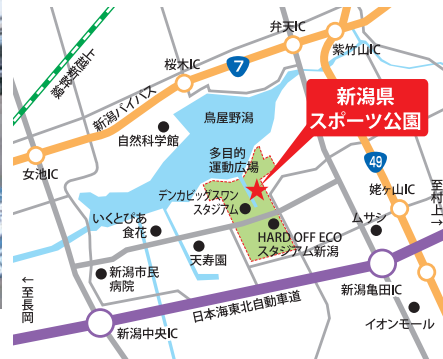 弁天IC
紫竹山IC
桜木IC
7
上越新幹線
新潟バイパス
新潟県
スポーツ公園
鳥屋野潟
自然科学館
女池IC
多目的
運動広場
49
姥ヶ山IC
至村上→
デンカビッグスワン
スタジアム
いくとぴあ
食花
ムサシ
HARD OFF ECO
スタジアム新潟
天寿園
新潟市民
病院
←至長岡
新潟亀田IC
日本海東北自動車道
新潟中央IC
イオンモール